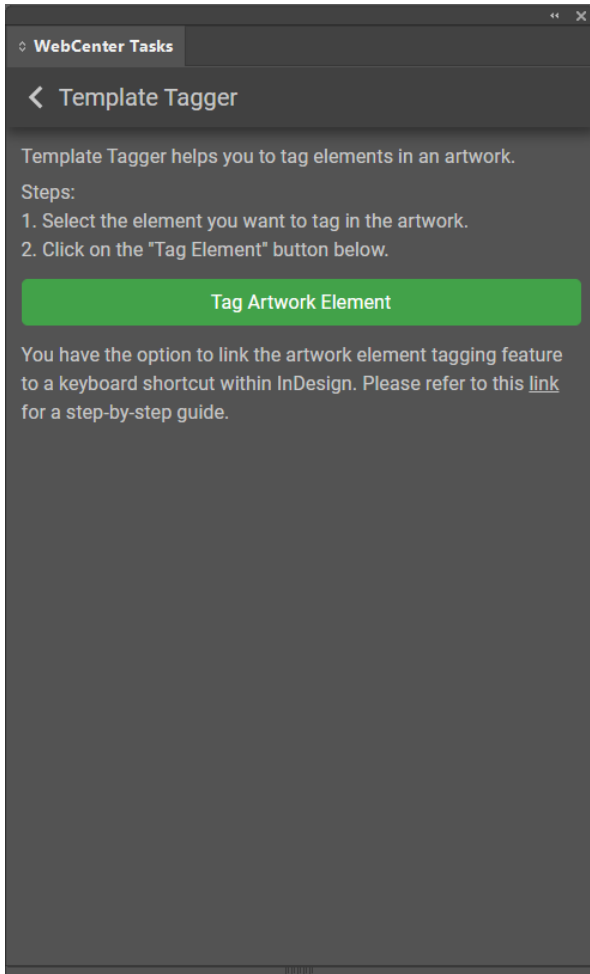 WebCenter Tasks
Template Tagger
Template Tagger helps you to tag elements in an artwork.
Steps:
1. Select the element you want to tag in the artwork.
2. Click on the "Tag Element" button below.
Tag Artwork Element
You have the option to link the artwork element tagging feature
to a keyboard shortcut within InDesign. Please refer to this link
for a step-by-step guide.